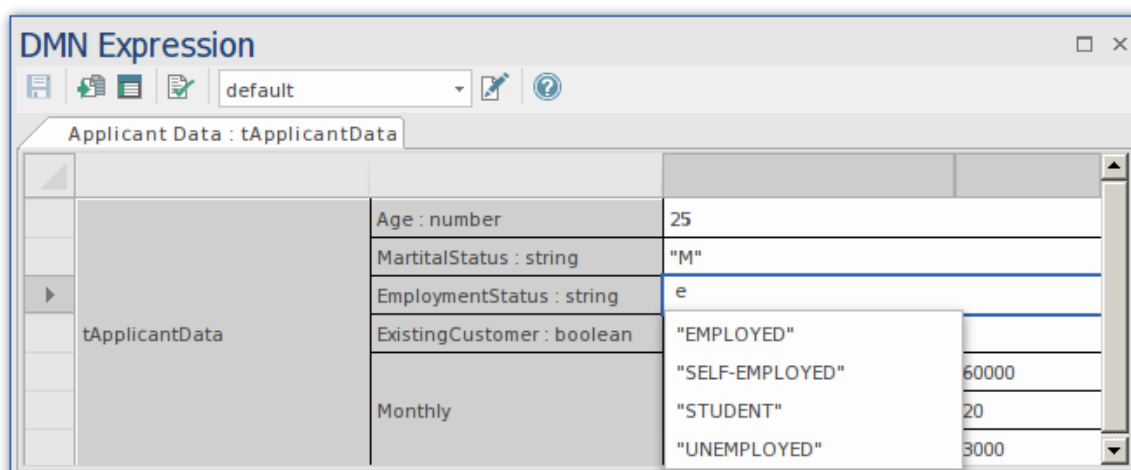 DMN Expression
default
Applicant Data : tApplicantData
tApplicantData
Age : number 25
MartitalStatus : string "M"
EmploymentStatus : string e
ExistingCustomer : boolean
"EMPLOYED"
"SELF-EMPLOYED" 60000
Monthly "STUDENT" 20
"UNEMPLOYED" 3000